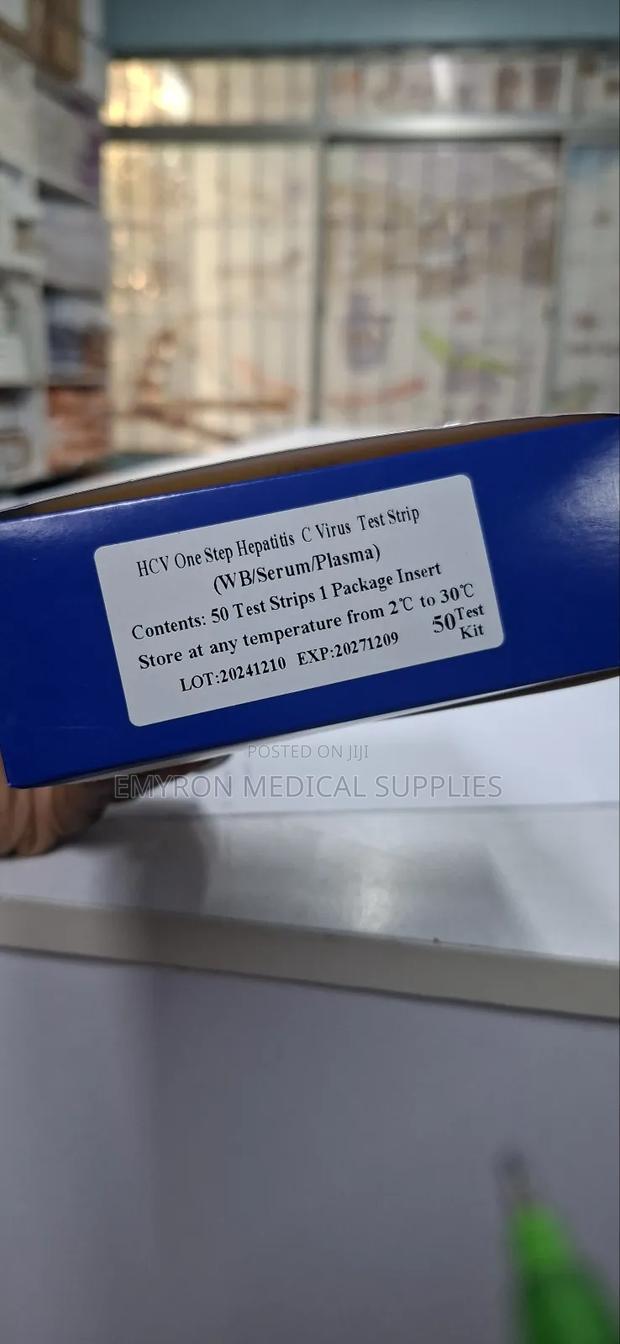 HCV One Step Hepatitis C Virus Test Strip
(WB/Serum/Plasma)
Contents: 50 Test Strips 1 Package Insert
Store at any temperature from 2℃ to 30℃
LOT:20241210 EXP:20271209
50 Test
Kit
POSTED ON JIJI
EMYRON MEDICAL SUPPLIES